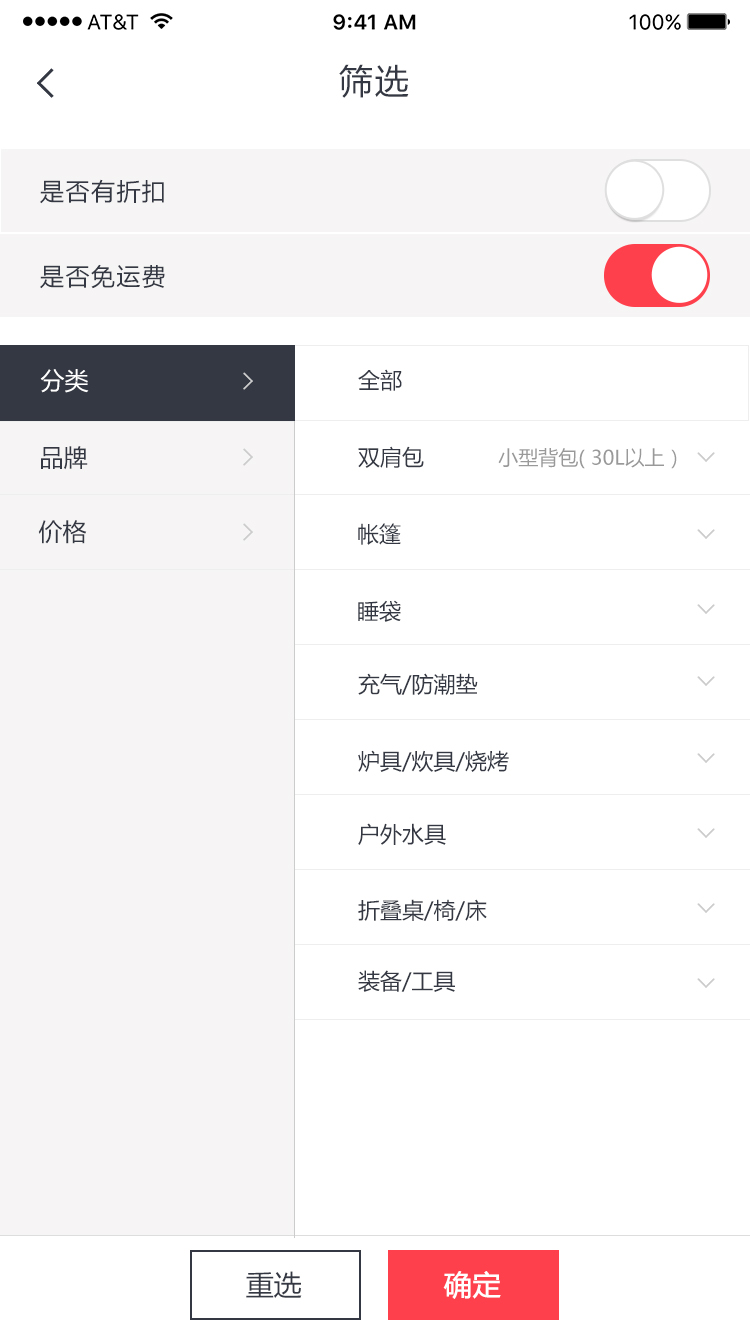 AT&T 9:41 AM 100%
筛选
是否有折扣
是否免运费
分类
品牌
价格
全部
双肩包 小型背包( 30L以上 )
帐篷
睡袋
充气/防潮垫
炉具/炊具/烧烤
户外水具
折叠桌/椅/床
装备/工具
重选 确定